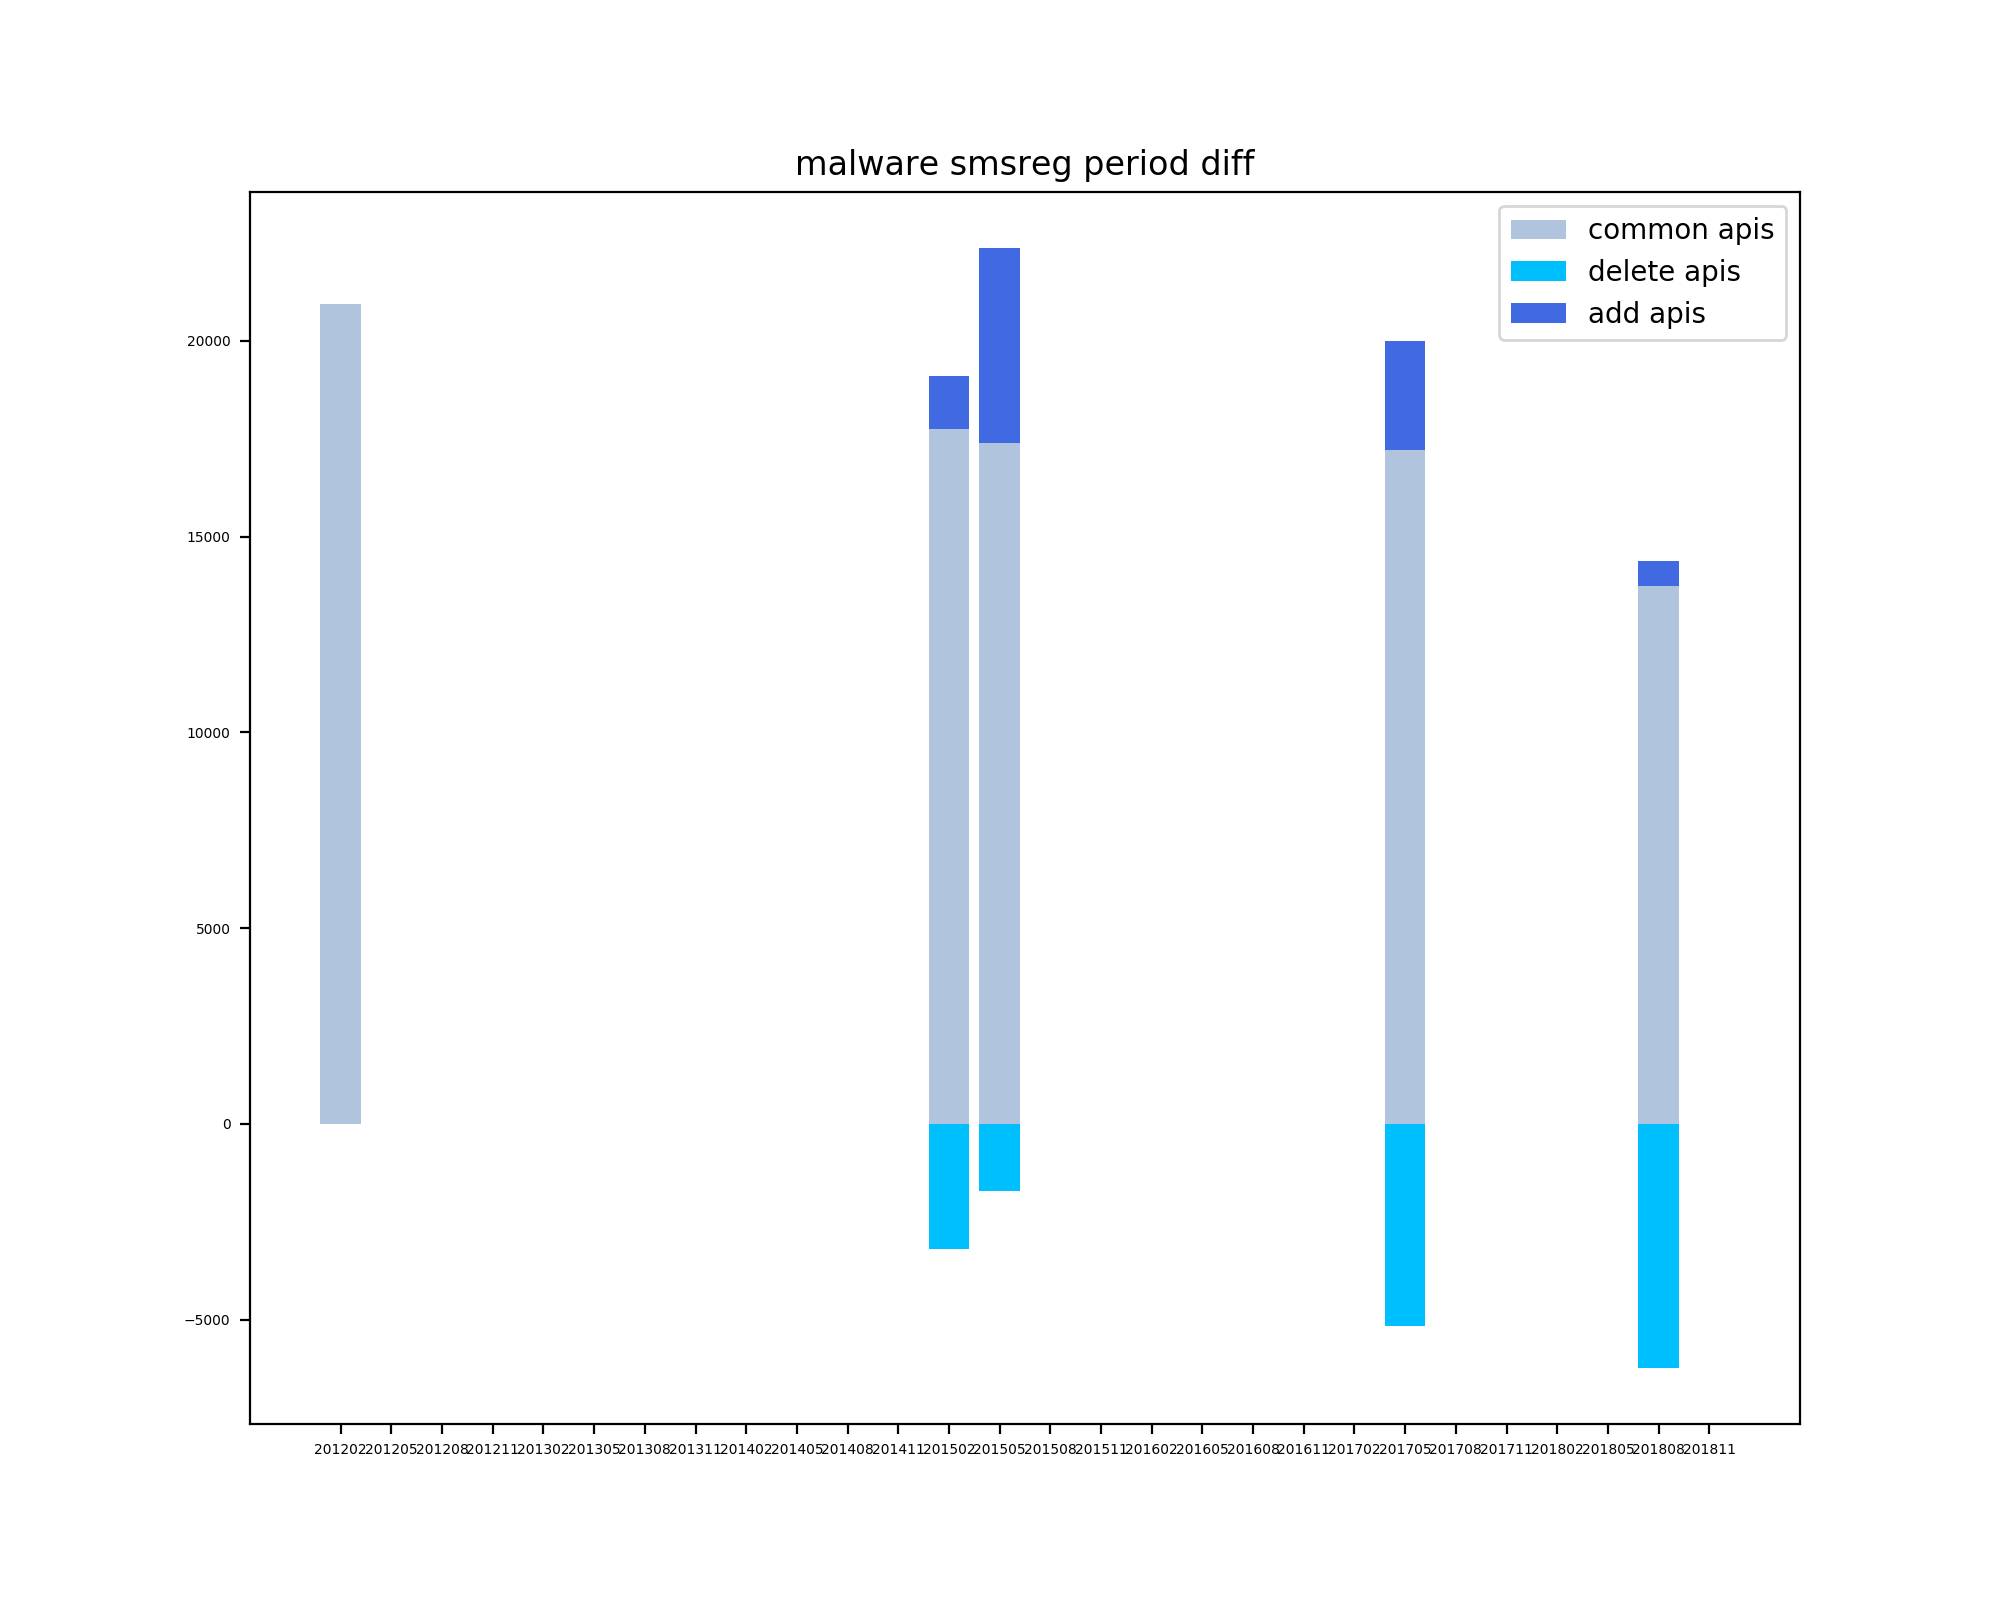 malware smsreg period diff
common apis
delete apis
add apis
20000
15000
10000
5000
0
−5000
201202 201205 201208 201211 201302 201305 201308 201311 201402 201405 201408 201411 201502 201505 201508 201511 201602 201605 201608 201611 201702 201705 201708 201711 201802 201805 201808 201811